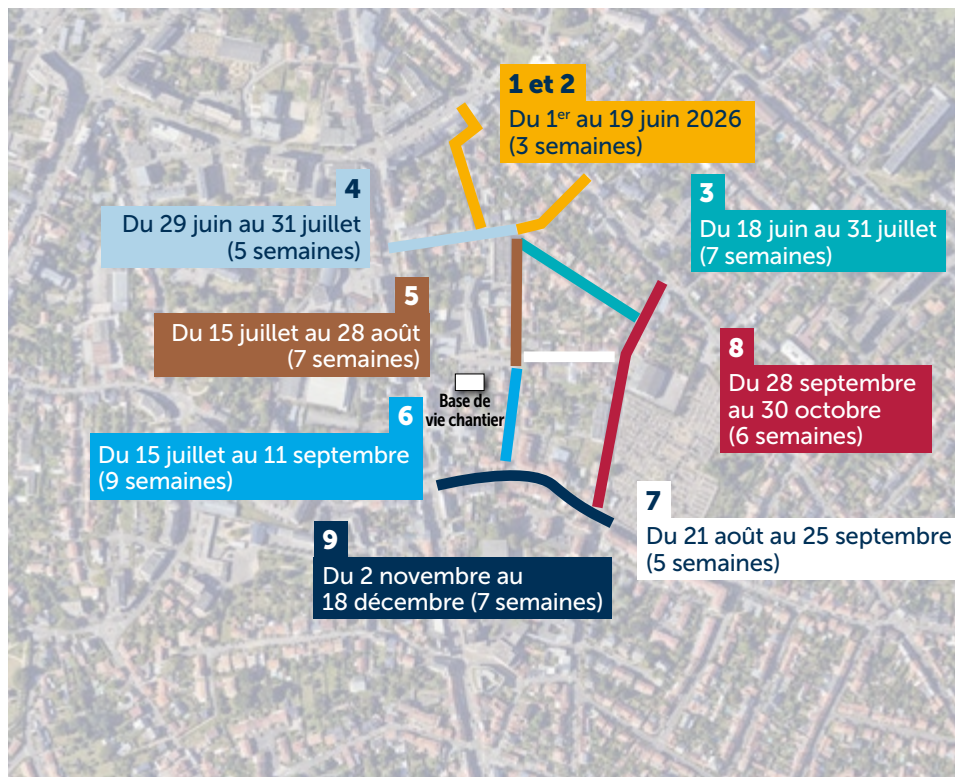 1 et 2
Du 1er au 19 juin 2026
(3 semaines)
3
Du 18 juin au 31 juillet
(7 semaines)
4
Du 29 juin au 31 juillet
(5 semaines)
5
Du 15 juillet au 28 août
(7 semaines)
Base de
vie chantier
6
Du 15 juillet au 11 septembre
(9 semaines)
8
Du 28 septembre
au 30 octobre
(6 semaines)
7
Du 21 août au 25 septembre
(5 semaines)
9
Du 2 novembre au
18 décembre (7 semaines)